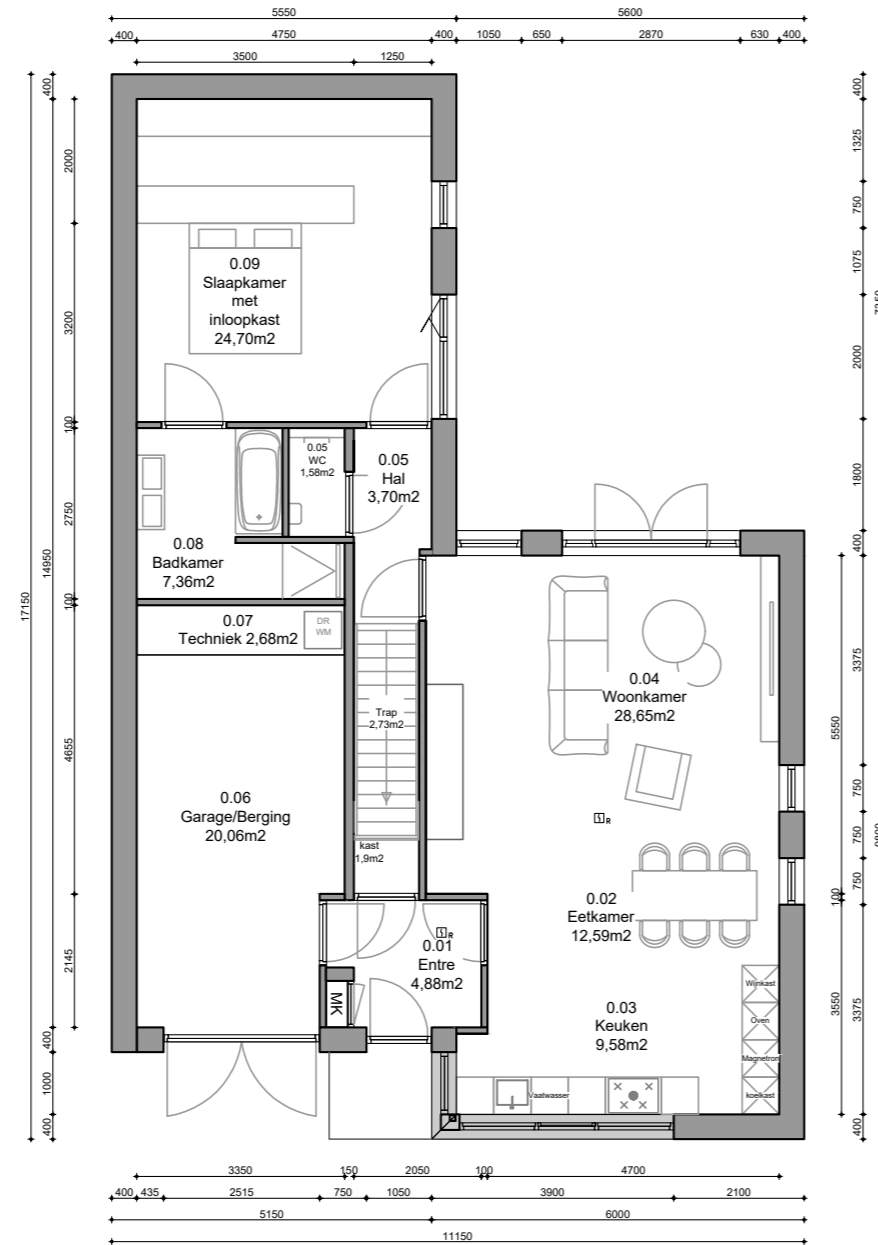 5550 5600
400 4750 400 1050 650 2870 630 400
3500 1250
400
2000
3200
100
2750
100
4655
2145
400
1000
400
14950
17150
400
1325
750
1075
2000
1800
400
3375
750
750
750
100
3375
400
5550
3550
0.09
Slaapkamer
met
inloopkast
24,70m2
0.05
WC
1,58m2
0.05
Hal
3,70m2
0.08
Badkamer
7,36m2
0.07
Techniek 2,68m2
DR
WM
Trap
2,73m2
0.04
Woonkamer
28,65m2
0.06
Garage/Berging
20,06m2
kast
1,9m2
R
0.02
Eetkamer
12,59m2
R
0.01
Entre
4,88m2
MK
0.03
Keuken
9,58m2
Wijnkast
Oven
Magnetron
koelkast
Vaatwasser
3350 150 2050 100 4700
400 435 2515 750 1050 3900 2100
5150 6000
11150